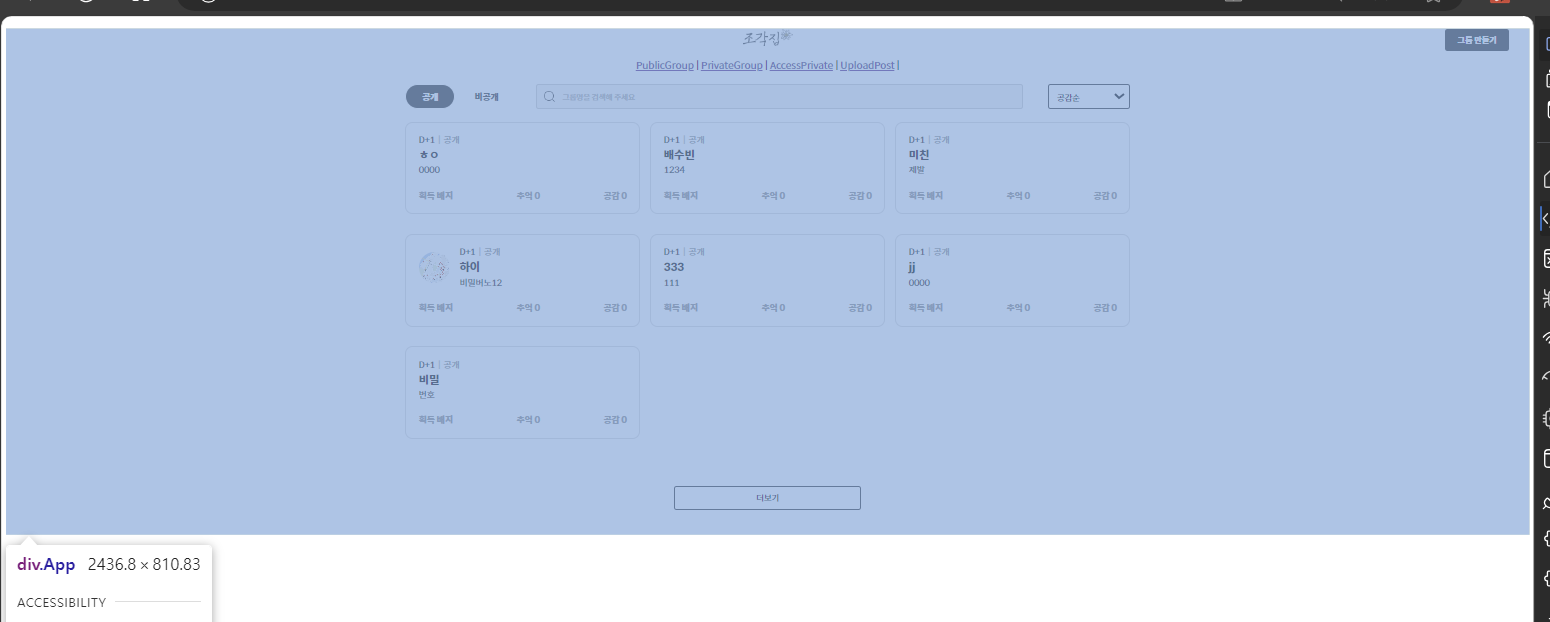 조각집
그룹 만들기
PublicGroup | PrivateGroup | AccessPrivate | UploadPost |
공개 비공개 그룹명을 검색해 주세요 공감순
D+1 | 공개
ㅎㅇ
0000
획득 배지 추억 0 공감 0
D+1 | 공개
배수빈
1234
획득 배지 추억 0 공감 0
D+1 | 공개
미친
제발
획득 배지 추억 0 공감 0
D+1 | 공개
하이
비밀버노12
획득 배지 추억 0 공감 0
D+1 | 공개
333
111
획득 배지 추억 0 공감 0
D+1 | 공개
jj
0000
획득 배지 추억 0 공감 0
D+1 | 공개
비밀
번호
획득 배지 추억 0 공감 0
더보기
div.App 2436.8 × 810.83
ACCESSIBILITY